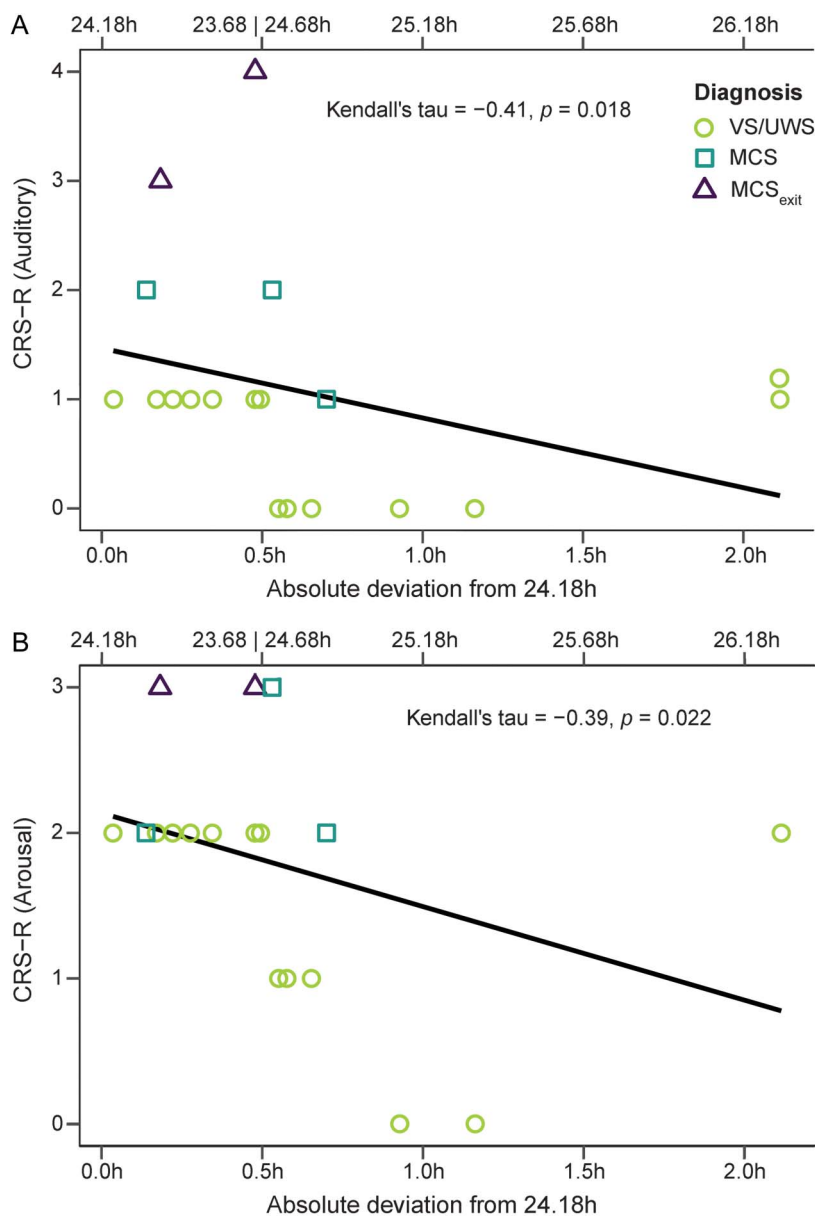 A
24.18h 23.68 | 24.68h 25.18h 25.68h 26.18h
4
3
2
1
0
CRS−R (Auditory)
Kendall's tau = −0.41, p = 0.018
Diagnosis
VS/UWS
MCS
MCSexit
0.0h 0.5h 1.0h 1.5h 2.0h
Absolute deviation from 24.18h
B
24.18h 23.68 | 24.68h 25.18h 25.68h 26.18h
3
2
1
0
CRS−R (Arousal)
Kendall's tau = −0.39, p = 0.022
0.0h 0.5h 1.0h 1.5h 2.0h
Absolute deviation from 24.18h